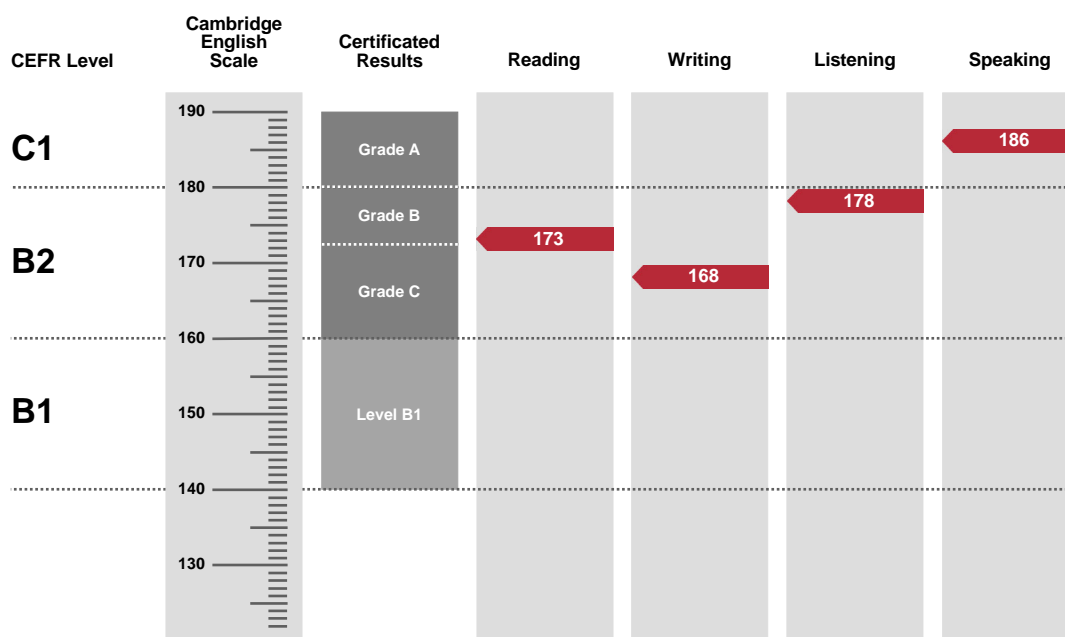 CEFR Level
Cambridge
English
Scale
Certificated
Results
Reading
Writing
Listening
Speaking
190
C1
Grade A
186
180
Grade B
178
173
B2
170
168
Grade C
160
B1
150
Level B1
140
130